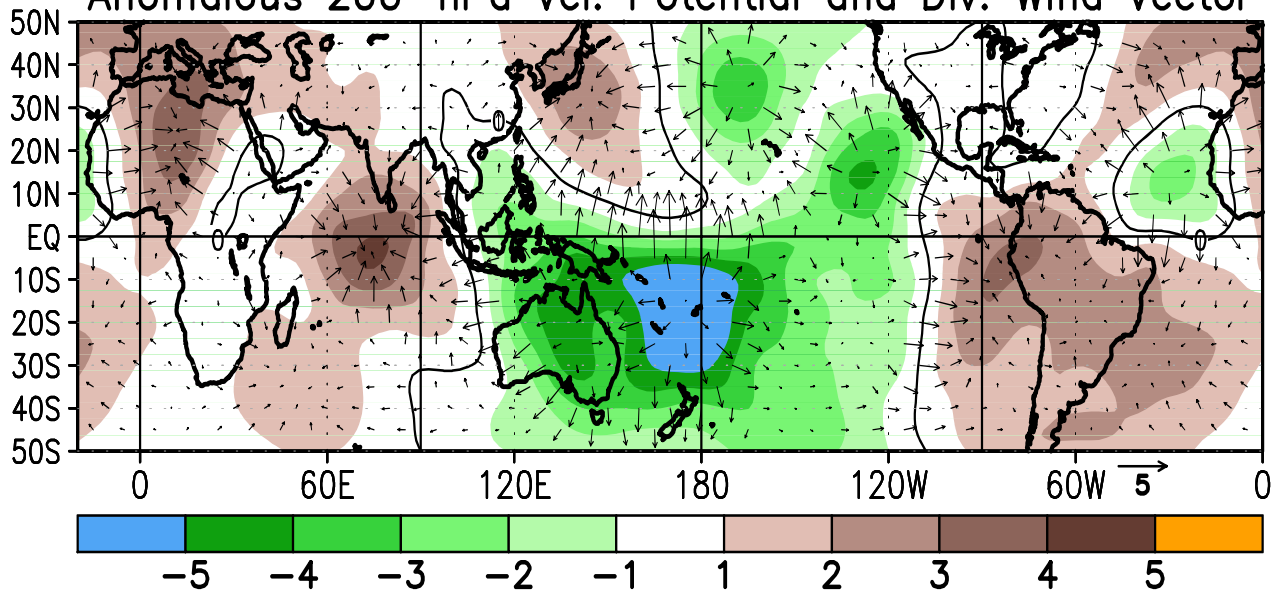 Anomalous 200-hPa Vel. Potential and Div. Wind Vector
50N
40N
30N
20N
10N
EQ
10S
20S
30S
40S
50S
0
0
0
0 60E 120E 180 120W 60W 0
5
-5 -4 -3 -2 -1 1 2 3 4 5